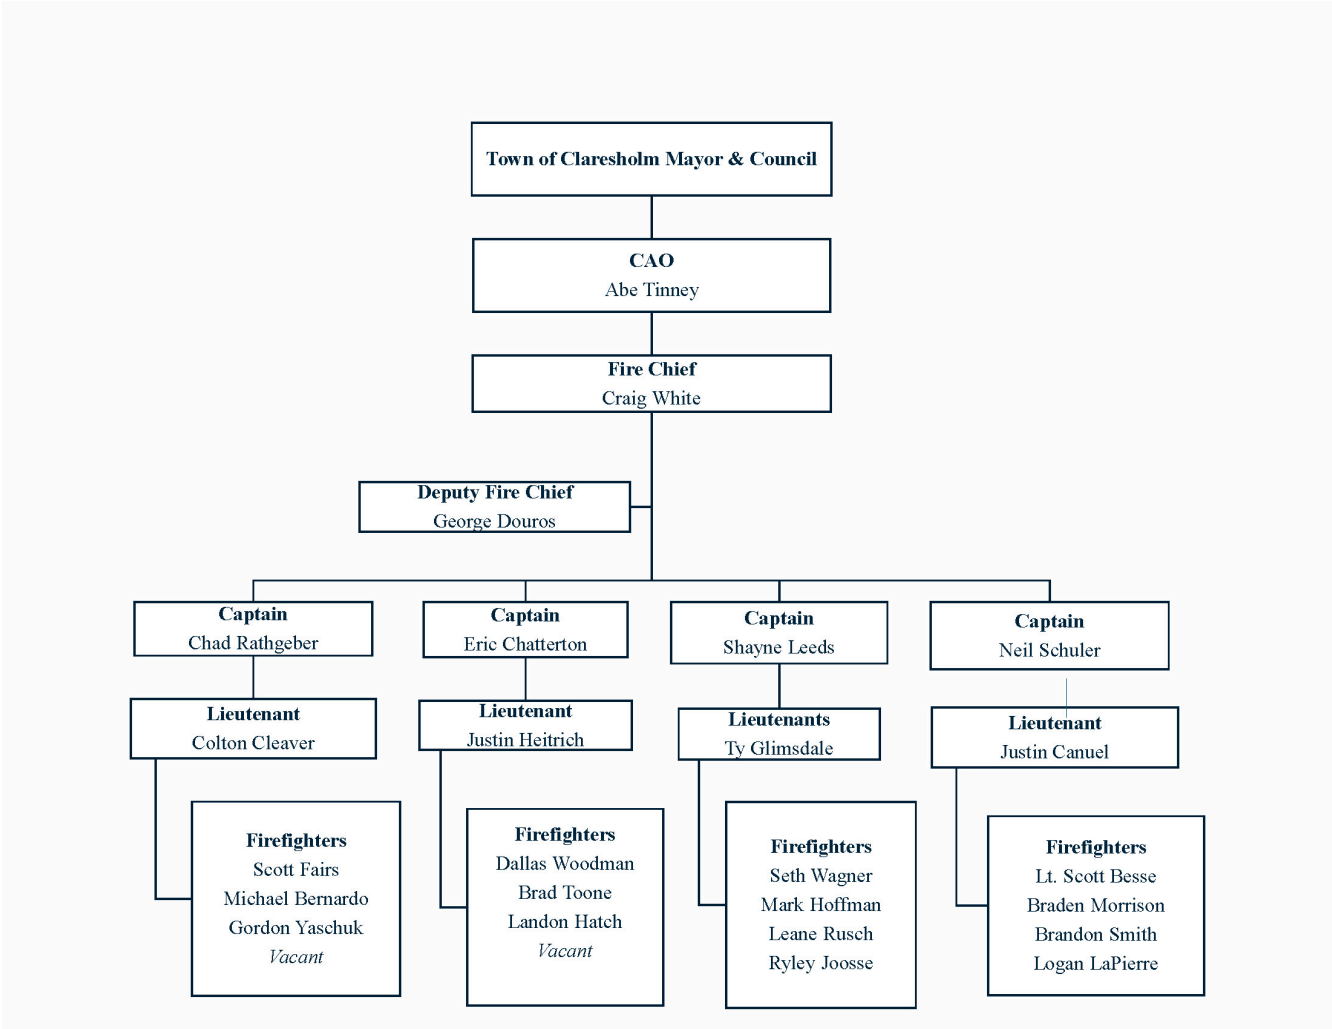 Town of Claresholm Mayor & Council
CAO
Abe Tinney
Fire Chief
Craig White
Deputy Fire Chief
George Douros
Captain
Chad Rathgeber
Captain
Eric Chatterton
Captain
Shayne Leeds
Captain
Neil Schuler
Lieutenant
Colton Cleaver
Lieutenant
Justin Heitrich
Lieutenants
Ty Glimsdale
Lieutenant
Justin Canuel
Firefighters
Scott Fairs
Michael Bernardo
Gordon Yaschuk
Vacant
Firefighters
Dallas Woodman
Brad Toone
Landon Hatch
Vacant
Firefighters
Seth Wagner
Mark Hoffman
Leane Rusch
Ryley Joosse
Firefighters
Lt. Scott Besse
Braden Morrison
Brandon Smith
Logan LaPierre